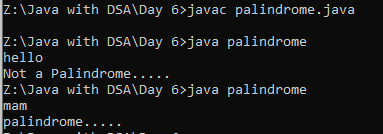 Z:\Java with DSA\Day 6>javac palindrome.java
Z:\Java with DSA\Day 6>java palindrome
hello
Not a Palindrome.....
Z:\Java with DSA\Day 6>java palindrome
mam
palindrome.....